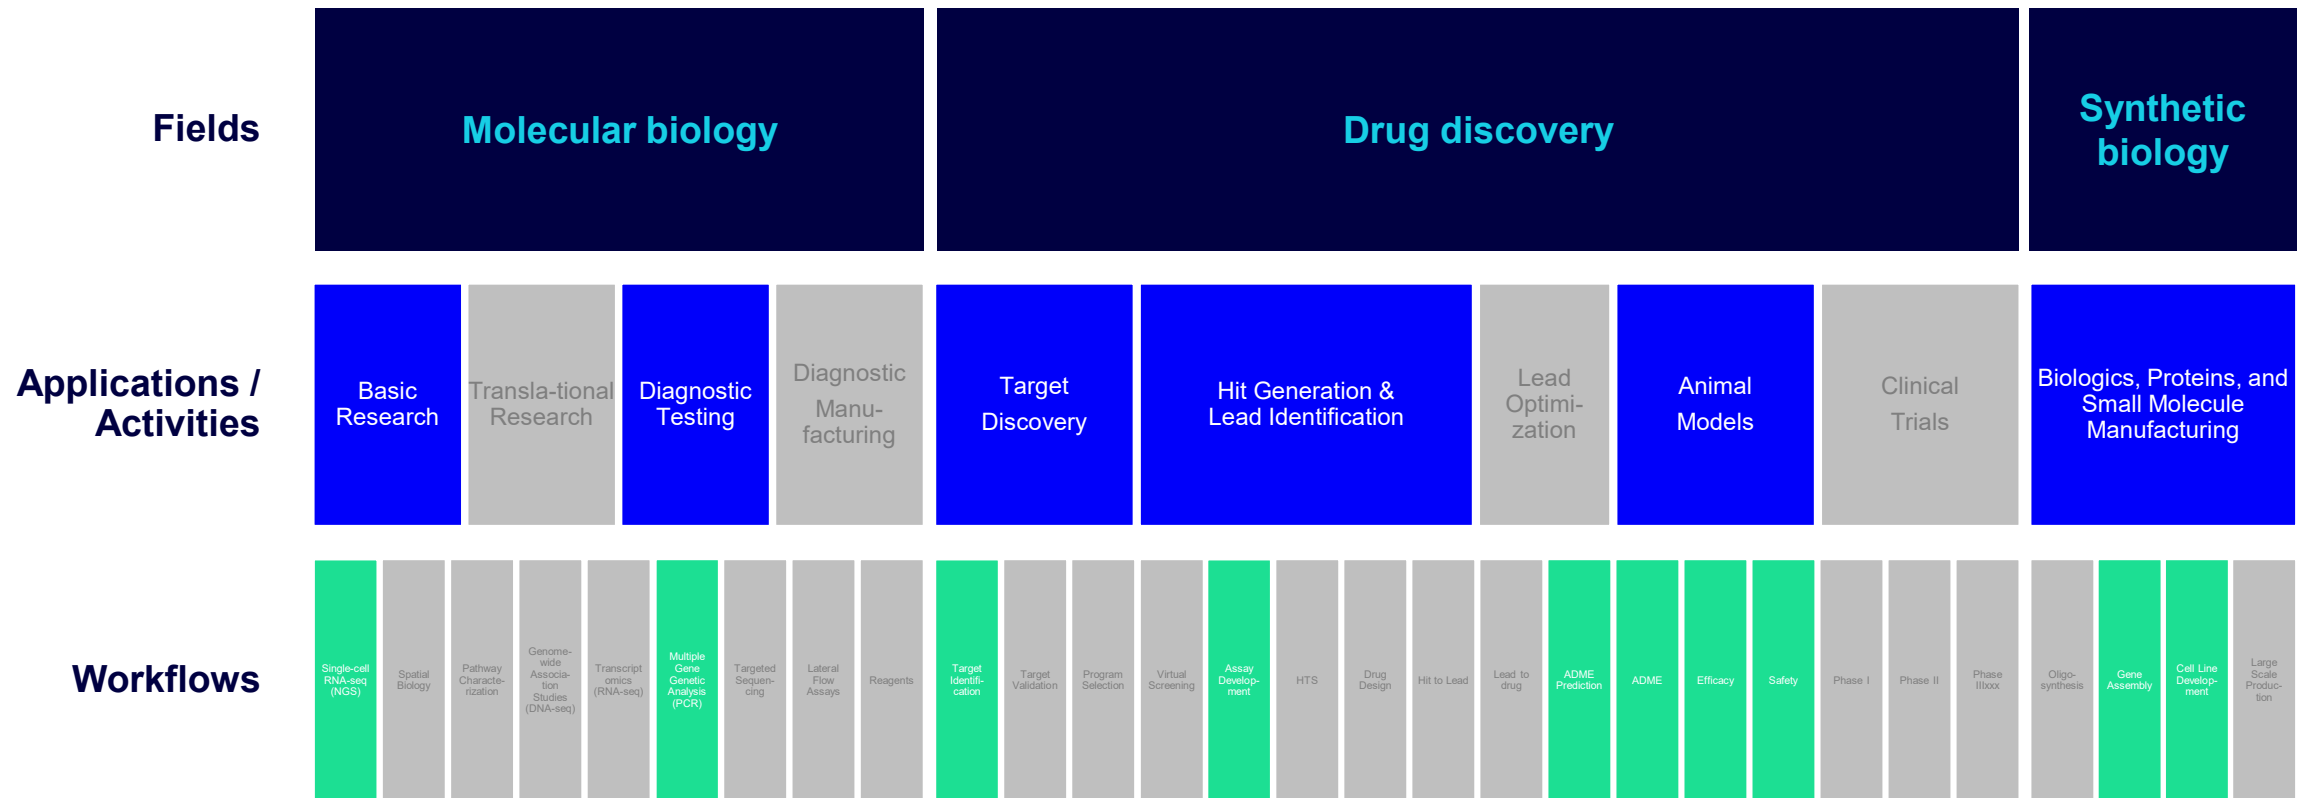 Fields
Molecular biology
Drug discovery
Synthetic
biology
Applications /
Activities
Basic
Research
Transla-tional
Research
Diagnostic
Testing
Diagnostic
Manu-
facturing
Target
Discovery
Hit Generation &
Lead Identification
Lead
Optimi-
zation
Animal
Models
Clinical
Trials
Biologics, Proteins, and
Small Molecule
Manufacturing
Workflows
Single-cell
RNA-seq
(NGS)
Spatial
Biology
Pathway
Characte-
rization
Genome-
wide
Associa-
tion
Studies
(DNA-seq)
Transcript
omics
(RNA-seq)
Multiple
Gene
Genetic
Analysis
(PCR)
Targeted
Sequen-
cing
Lateral
Flow
Assays
Reagents
Target
Identifi-
cation
Target
Validation
Program
Selection
Virtual
Screening
Assay
Develop-
ment
HTS
Drug
Design
Hit to Lead
Lead to
drug
ADME
Prediction
ADME
Efficacy
Safety
Phase I
Phase II
Phase
IIIxxx
Oligo-
synthesis
Gene
Assembly
Cell Line
Develop-
ment
Large
Scale
Produc-
tion